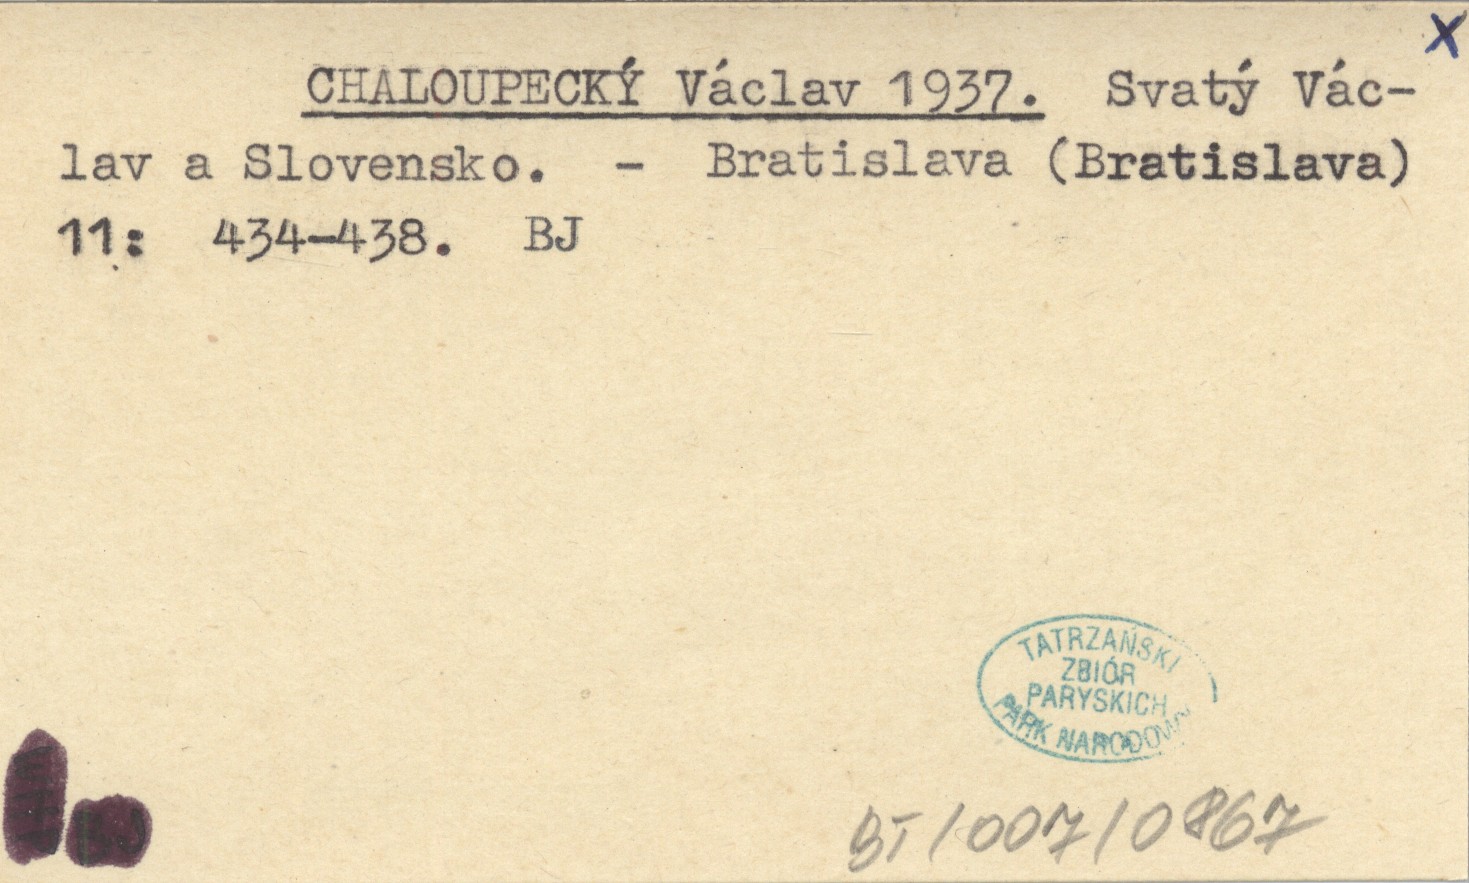 X
CHALOUPECKÝ Václav 1937. Svatý Vác-
lav a Slovensko. - Bratislava (Bratislava)
11: 434-438. BJ
TATRZAŃSKI
ZBIÓR
PARYSKICH
PARK NARODOWY
BT/007/0867